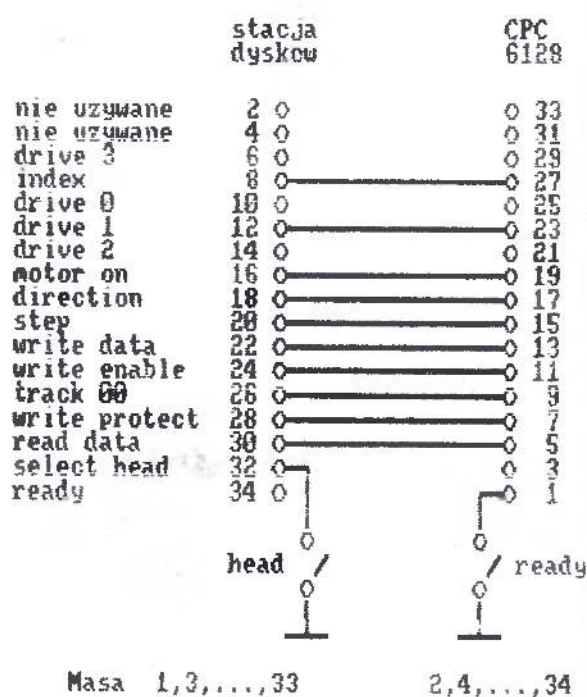 stacja CPC
dyskow 6128
nie uzywane 2 33
nie uzywane 4 31
drive 3 6 29
index 8 27
drive 0 10 25
drive 1 12 23
drive 2 14 21
motor on 16 19
direction 18 17
step 20 15
write data 22 13
write enable 24 11
track 00 26 9
write protect 28 7
read data 30 5
select head 32 3
ready 34 1
head ready
Masa 1,3,...,33 2,4,...,34